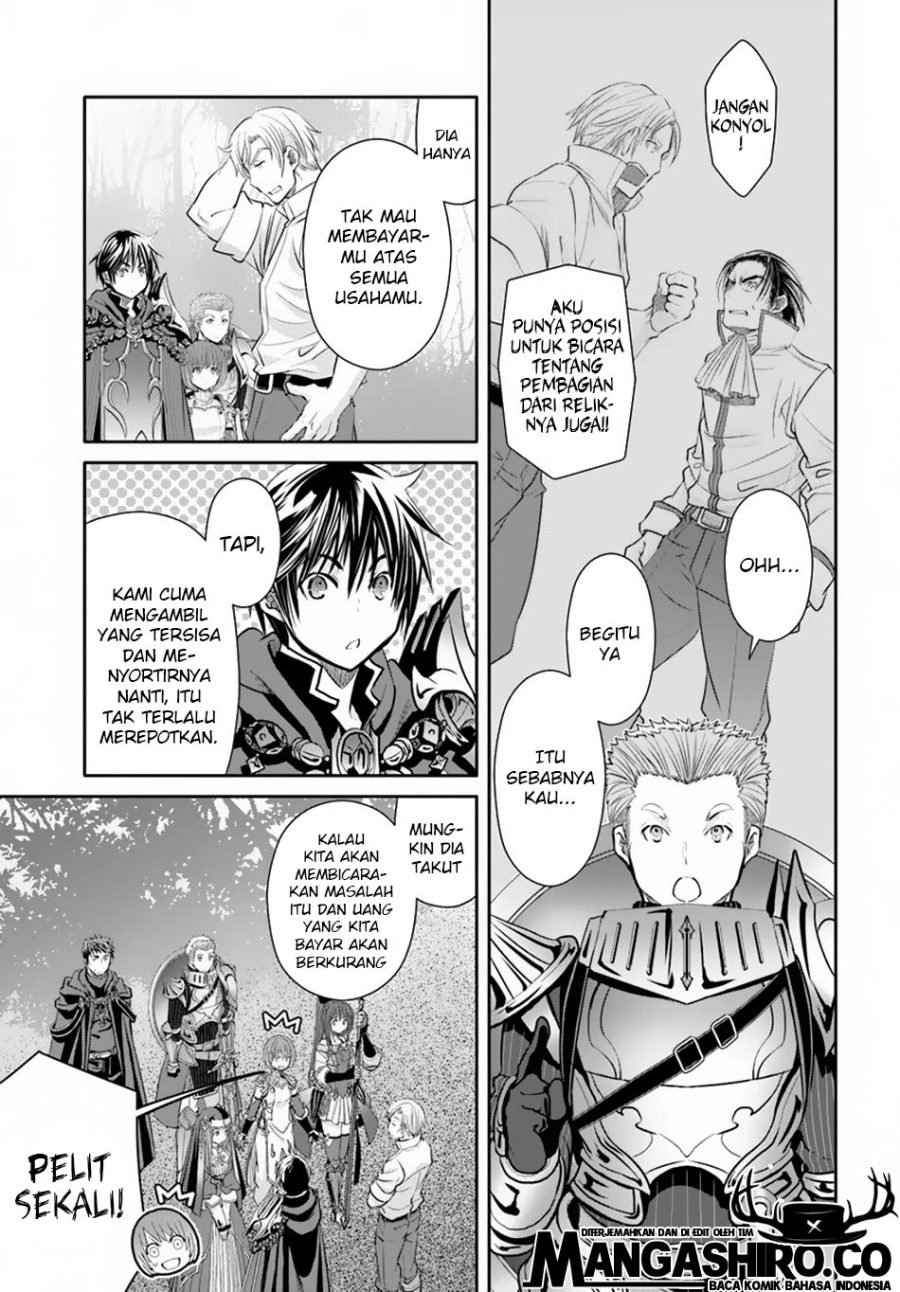 JANGAN
KONYOL
!
AKU
PUNYA POSISI
UNTUK BICARA
TENTANG
PEMBAGIAN
DARI RELIK-
NYA JUGA!!
OHH...
BEGITU
YA
ITU
SEBABNYA
KAU...
DIA
HANYA
TAK MAU
MEMBAYAR-
MU ATAS
SEMUA
USAHAMU.
TAPI,
KAMI CUMA
MENGAMBIL
YANG TERSISA
DAN ME-
NYORTIRNYA
NANTI, ITU
TAK TERLALU
MEREPOTKAN.
MUNG-
KIN DIA
TAKUT
KALAU
KITA AKAN
MEMBICARA-
KAN MASALAH
ITU DAN UANG
YANG KITA
BAYAR AKAN
BERKURANG
PELIT
SEKALI!
DITERJEMAHKAN DAN DI EDIT OLEH TIM
MANGASHIRO.CO
BACA KOMIK BAHASA INDONESIA